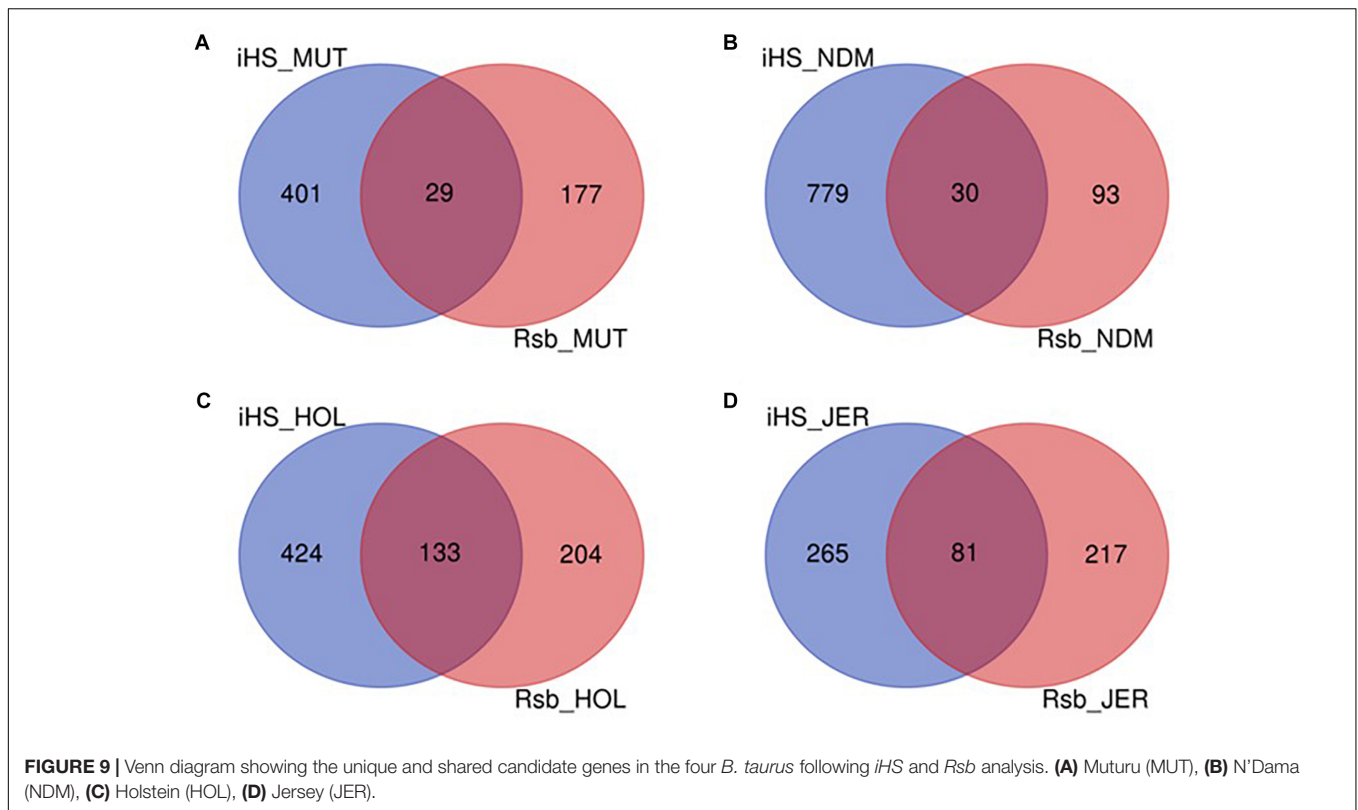 A
iHS_MUT
401
29
177
Rsb_MUT
B
iHS_NDM
779
30
93
Rsb_NDM
C
iHS_HOL
424
133
204
Rsb_HOL
D
iHS_JER
265
81
217
Rsb_JER
FIGURE 9 | Venn diagram showing the unique and shared candidate genes in the four B. taurus following iHS and Rsb analysis. (A) Muturu (MUT), (B) N’Dama
(NDM), (C) Holstein (HOL), (D) Jersey (JER).